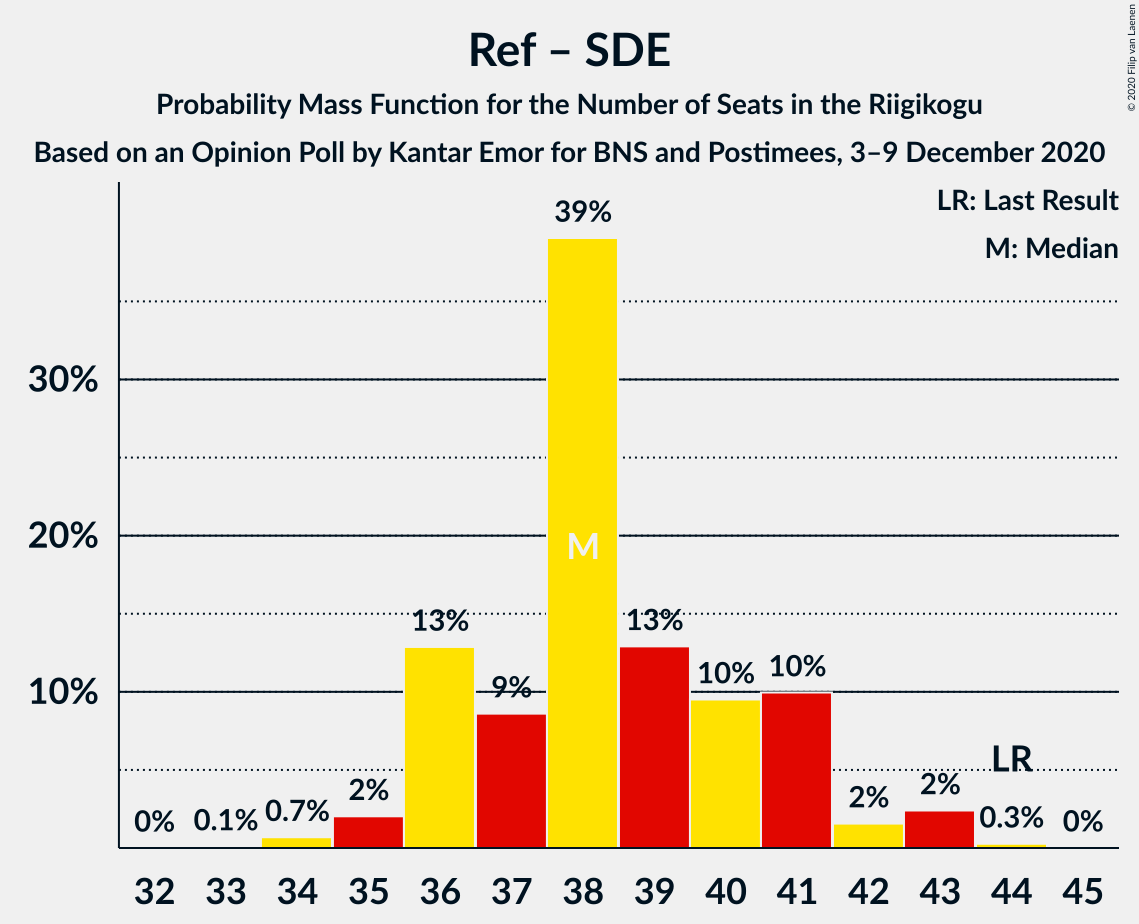 Ref – SDE
Probability Mass Function for the Number of Seats in the Riigikogu
Based on an Opinion Poll by Kantar Emor for BNS and Postimees, 3–9 December 2020
© 2020 Filip van Laenen
LR: Last Result
M: Median
39%
30%
M
20%
13%
13%
10%
10%
9%
10%
LR
2%
2%
2%
0.7%
0%
0.1%
0.3%
0%
32 33 34 35 36 37 38 39 40 41 42 43 44 45